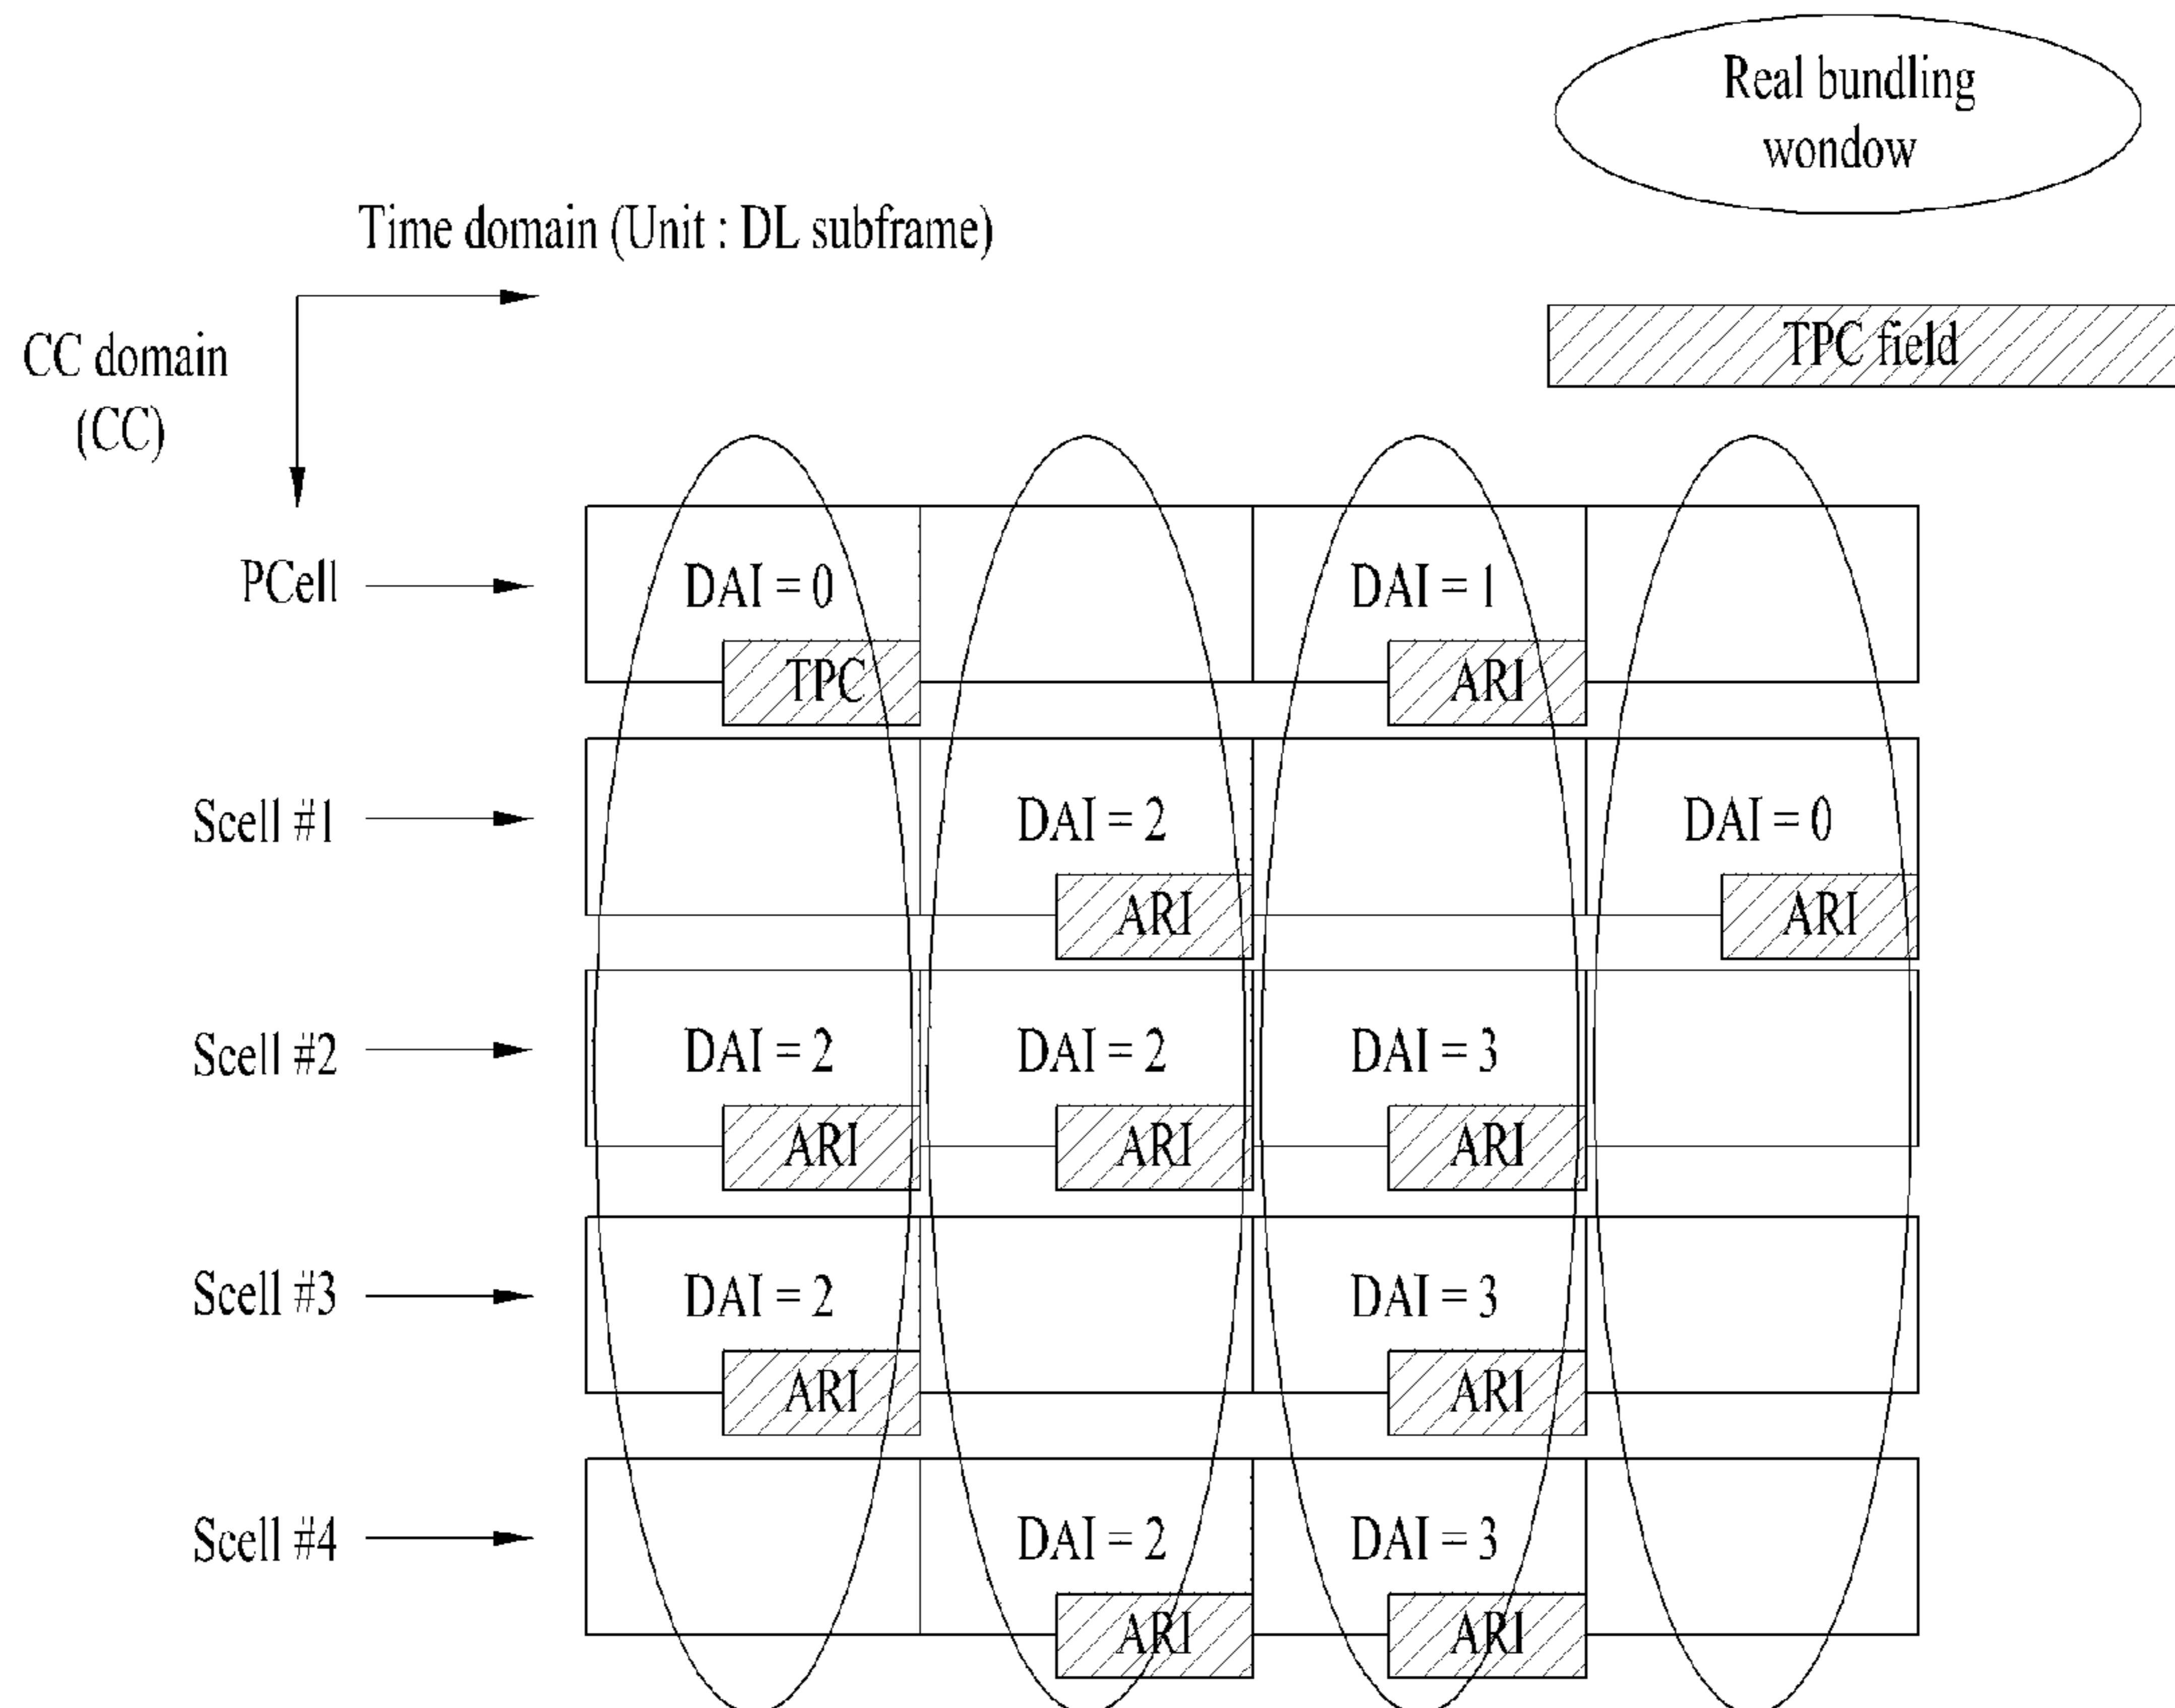 Real bundling
wondow
Time domain (Unit : DL subframe)
TPC field
CC domain
(CC)
PCell
DAI = 0
DAI = 1
TPC
ARI
Scell #1
DAI = 2
DAI = 0
ARI
ARI
Scell #2
DAI = 2
DAI = 2
DAI = 3
ARI
ARI
ARI
Scell #3
DAI = 2
DAI = 3
ARI
ARI
Scell #4
DAI = 2
DAI = 3
ARI
ARI